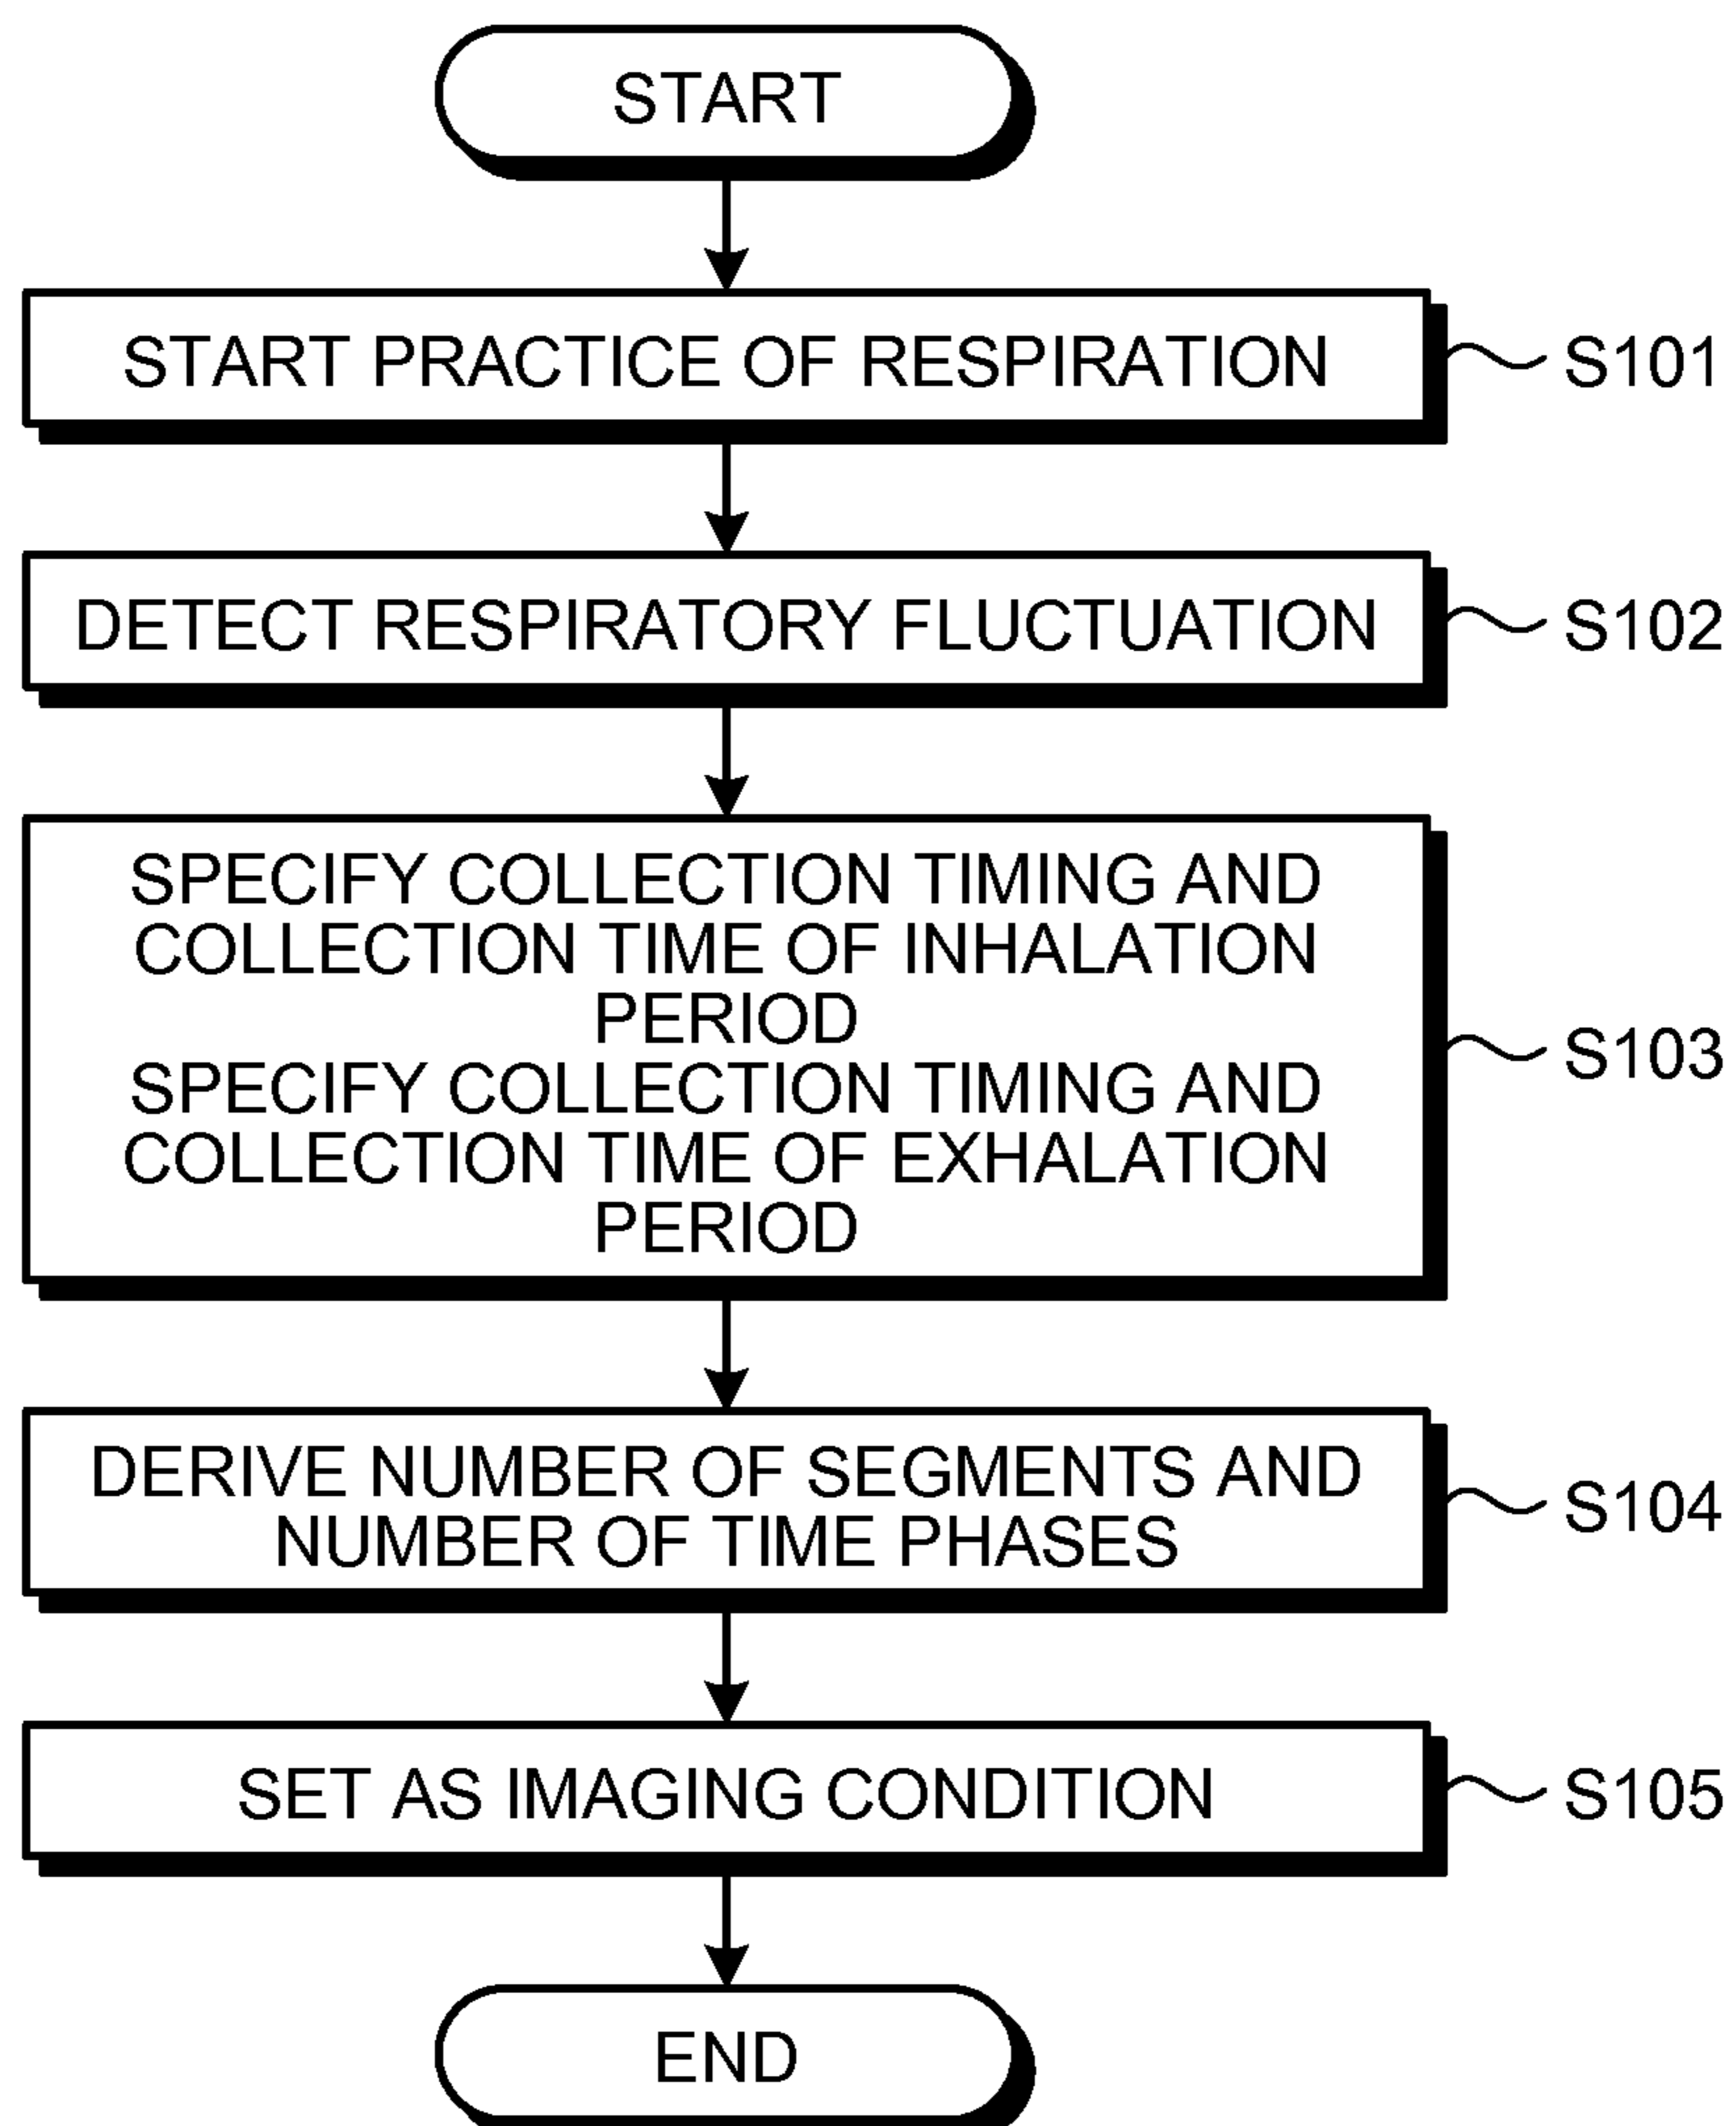 START
START PRACTICE OF RESPIRATION
S101
DETECT RESPIRATORY FLUCTUATION
S102
SPECIFY COLLECTION TIMING AND
COLLECTION TIME OF INHALATION
PERIOD
SPECIFY COLLECTION TIMING AND
COLLECTION TIME OF EXHALATION
PERIOD
S103
DERIVE NUMBER OF SEGMENTS AND
NUMBER OF TIME PHASES
S104
SET AS IMAGING CONDITION
S105
END